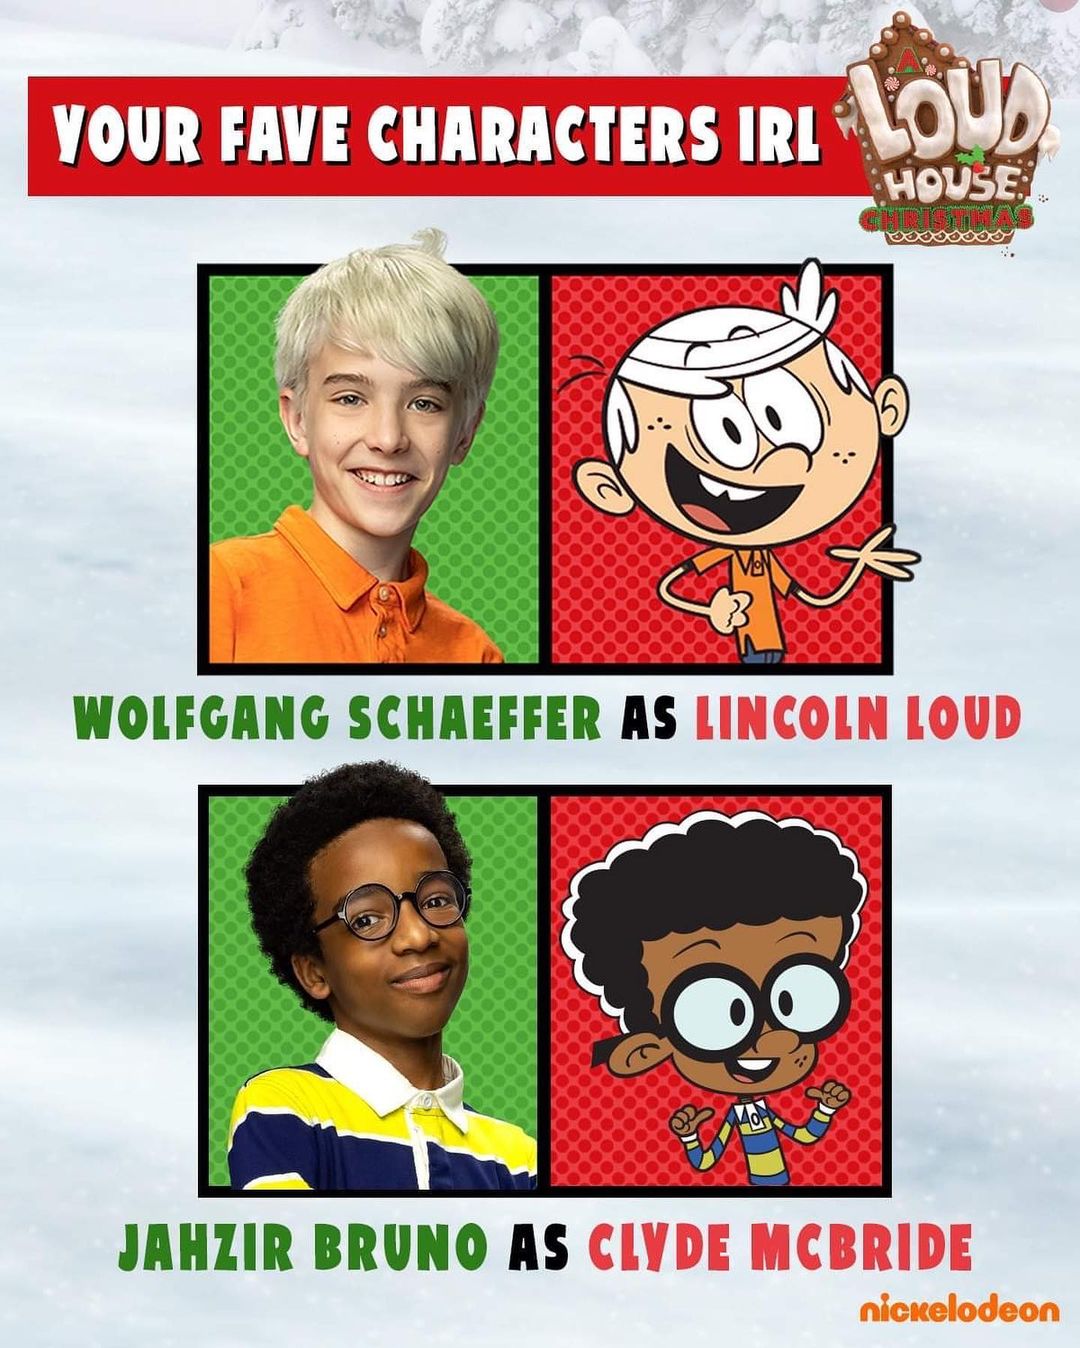 YOUR FAVE CHARACTERS IRL
A
LOUD
HOUSE
CHRISTMAS
WOLFGANG SCHAEFFER AS LINCOLN LOUD
JAHZIR BRUNO AS CLYDE MCBRIDE
nickelodeon